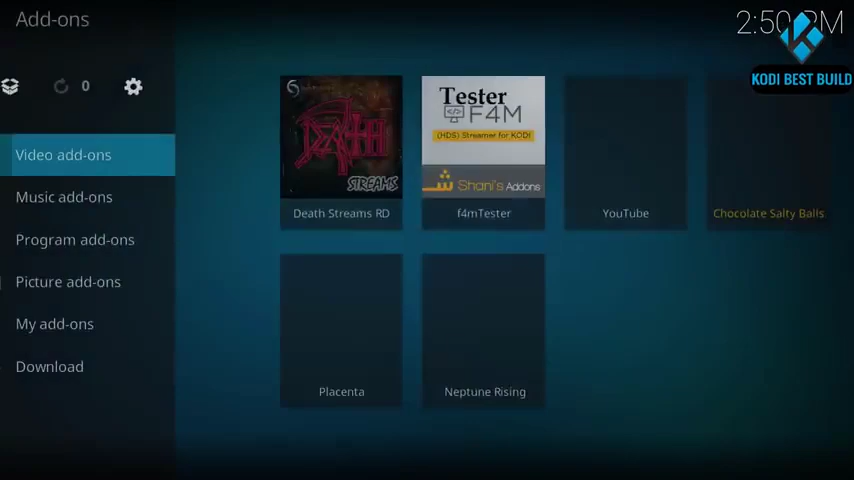 Add-ons
2:50 PM
KODI BEST BUILD
0
Video add-ons
Music add-ons
Program add-ons
Picture add-ons
My add-ons
Download
DEATH
STREAMS
Death Streams RD
Tester
F4M
(HDS) Streamer for KODI
Shani's Addons
f4mTester
YouTube
Chocolate Salty Balls
Placenta
Neptune Rising